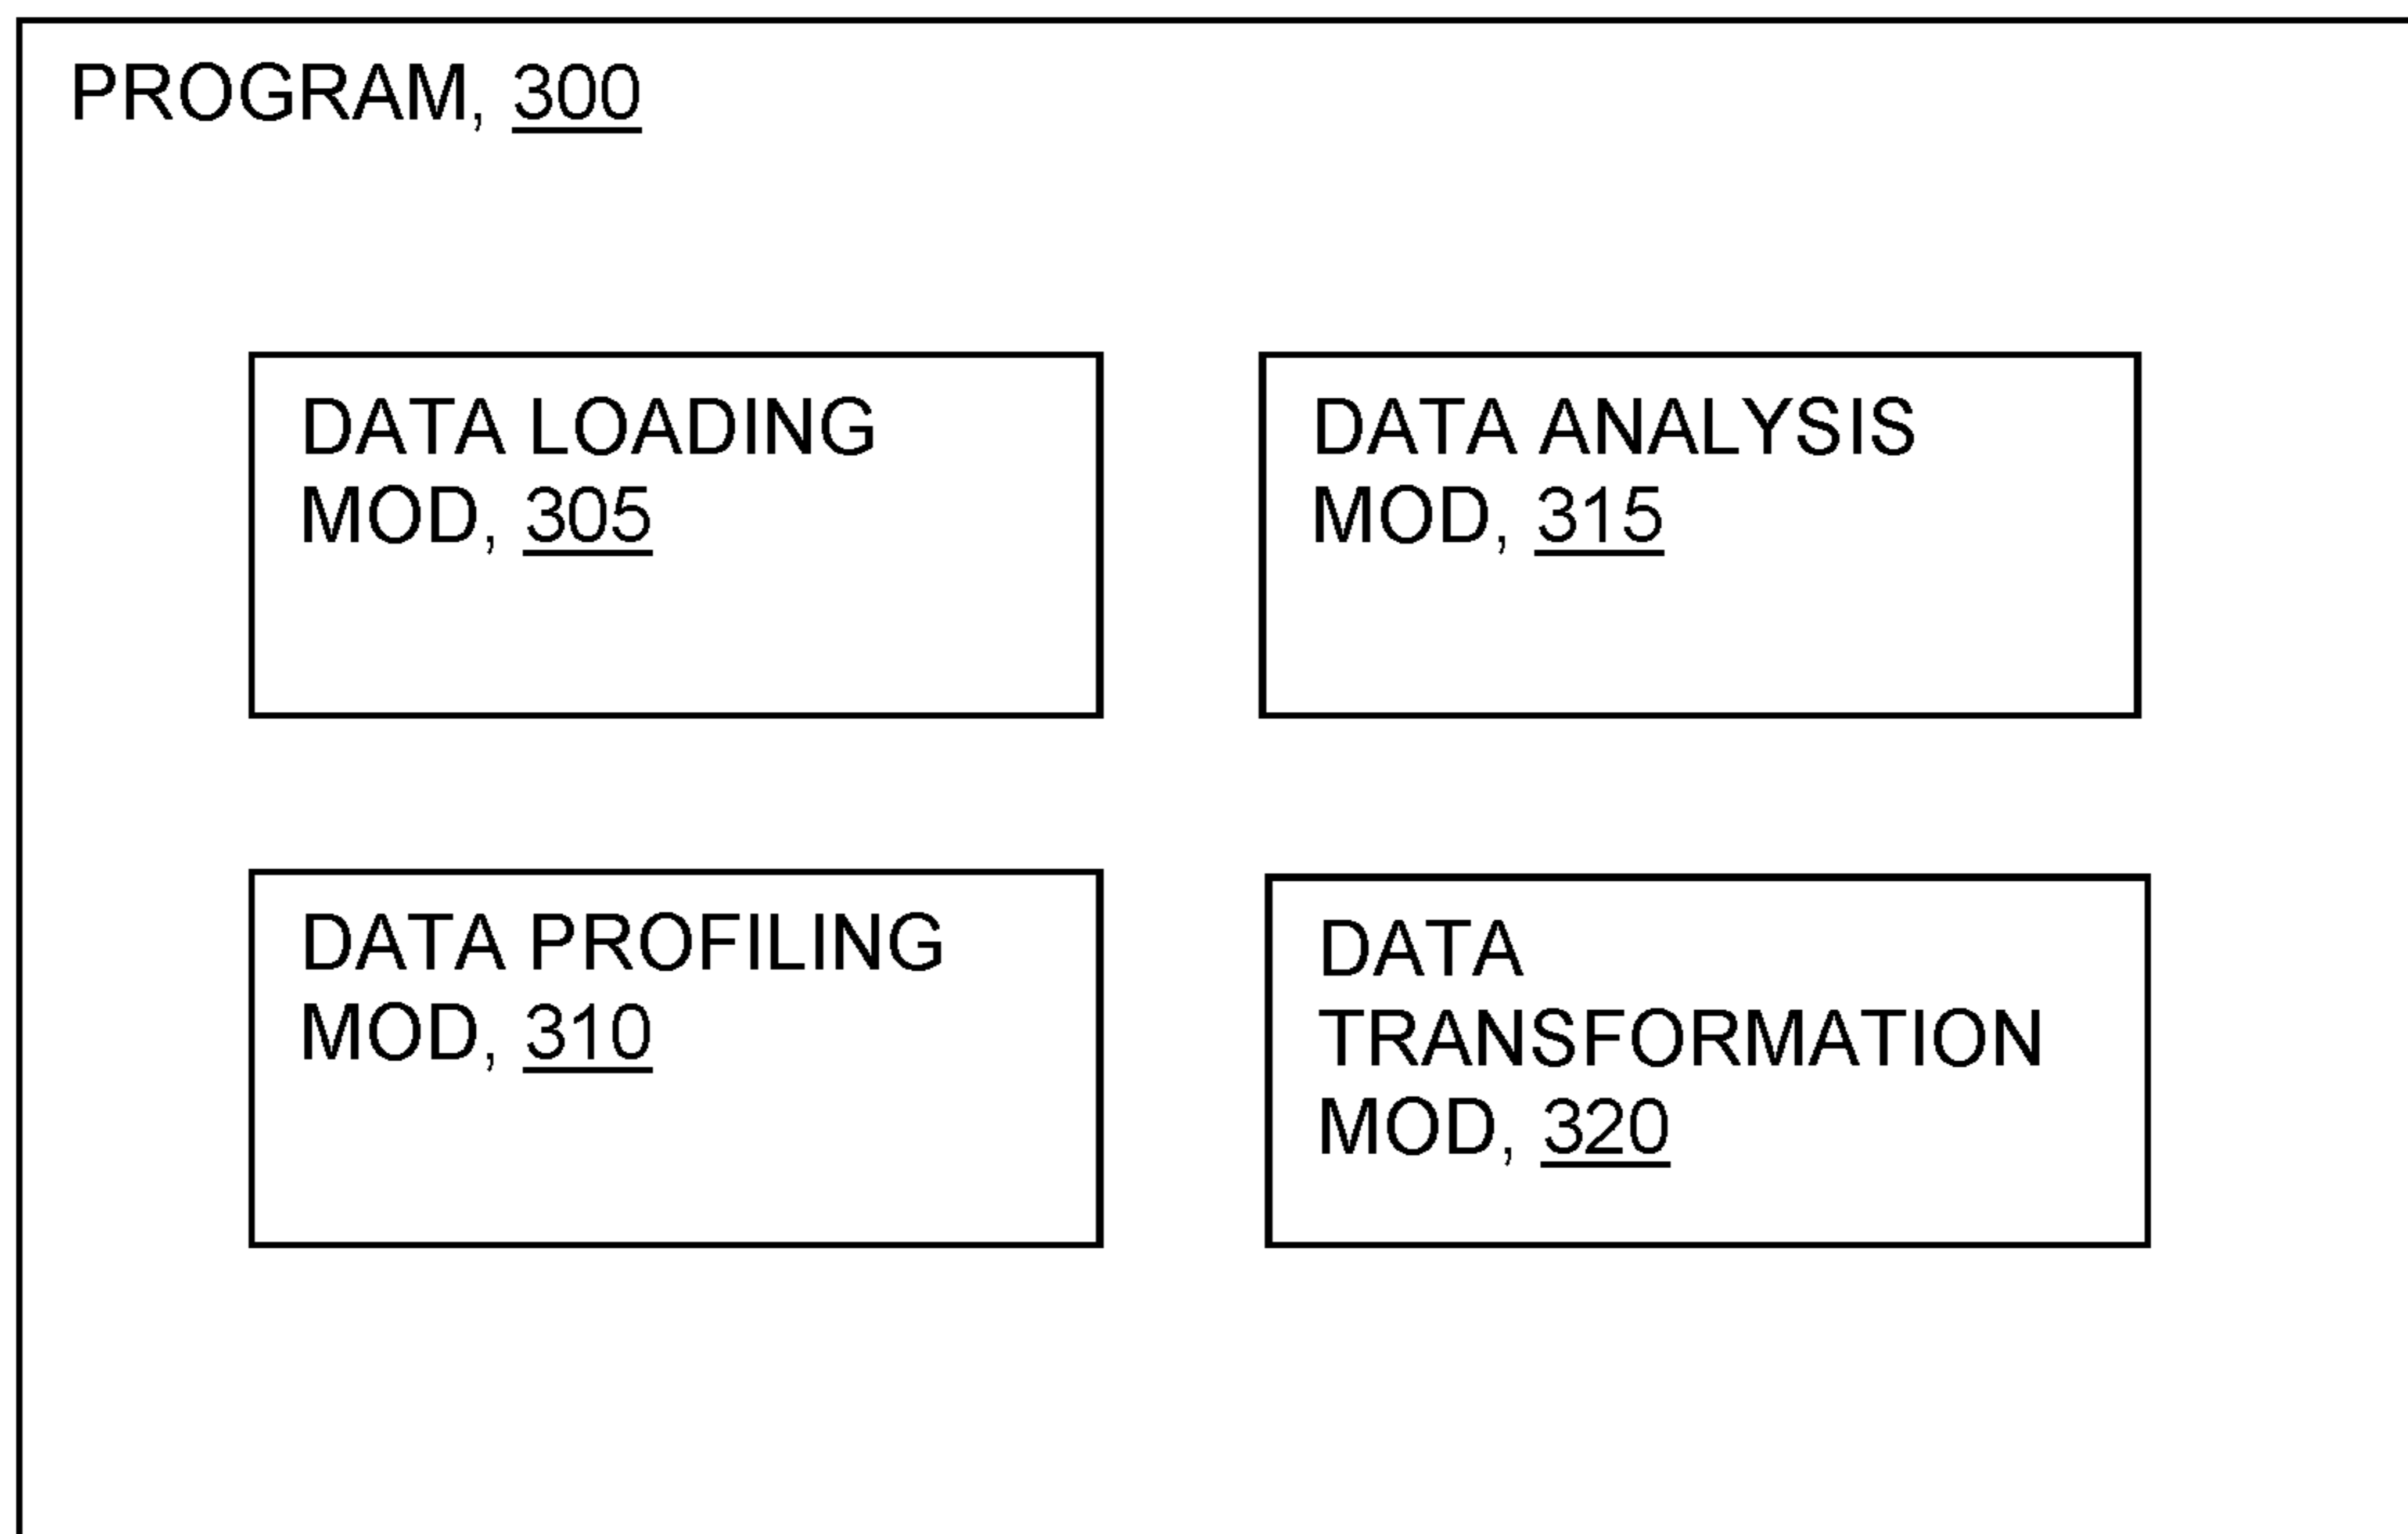 PROGRAM, 300
DATA LOADING
MOD, 305
DATA ANALYSIS
MOD, 315
DATA PROFILING
MOD, 310
DATA
TRANSFORMATION
MOD, 320